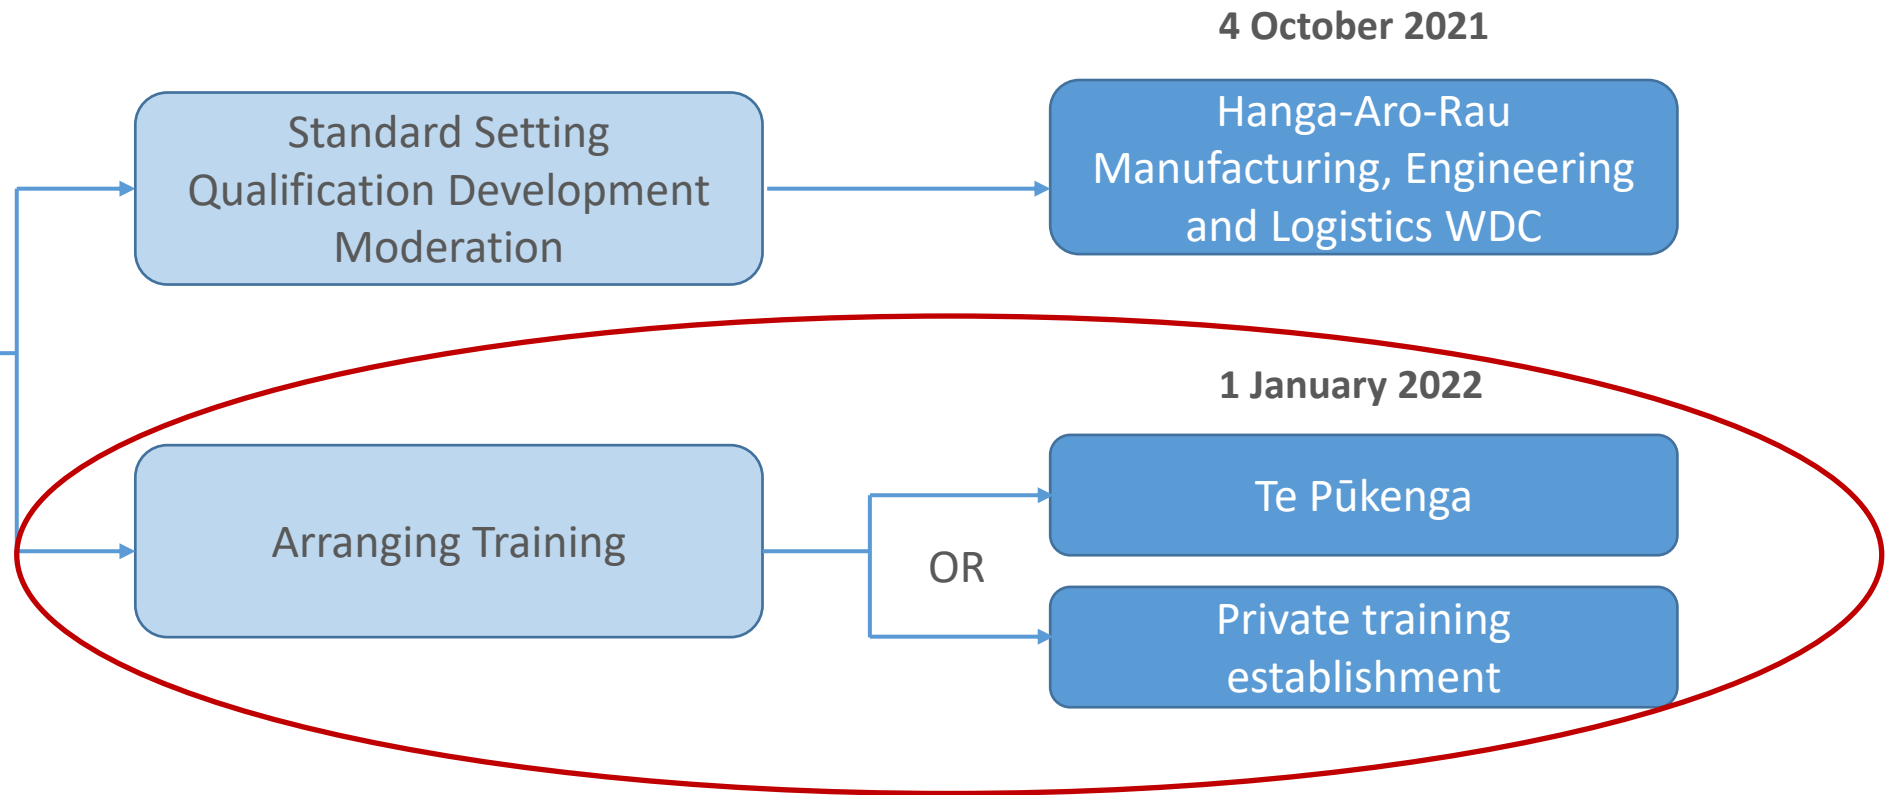 4 October 2021
Standard Setting
Qualification Development
Moderation
Hanga-Aro-Rau
Manufacturing, Engineering
and Logistics WDC
1 January 2022
Arranging Training
OR
Te Pūkenga
Private training
establishment